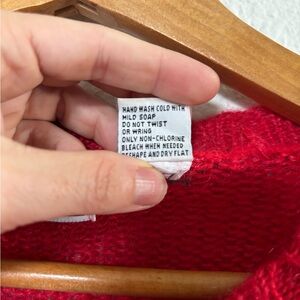 HAND WASH COLD WITH
MILD SOAP
DO NOT TWIST
OR WRING
ONLY NON-CHLORINE
BLEACH WHEN NEEDED
RESHAPE AND DRY FLAT